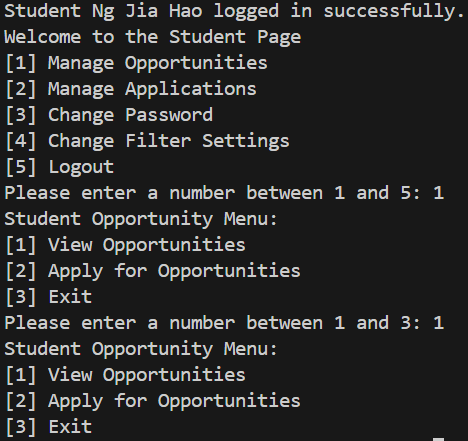 Student Ng Jia Hao logged in successfully.
Welcome to the Student Page
[1] Manage Opportunities
[2] Manage Applications
[3] Change Password
[4] Change Filter Settings
[5] Logout
Please enter a number between 1 and 5: 1
Student Opportunity Menu:
[1] View Opportunities
[2] Apply for Opportunities
[3] Exit
Please enter a number between 1 and 3: 1
Student Opportunity Menu:
[1] View Opportunities
[2] Apply for Opportunities
[3] Exit